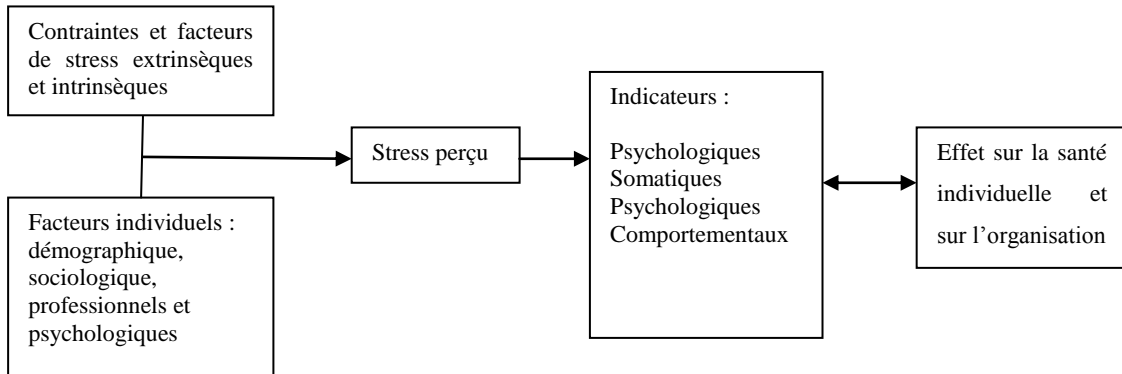 Contraintes et facteurs
de stress extrinsèques
et intrinsèques
Facteurs individuels :
démographique,
sociologique,
professionnels et
psychologiques
Stress perçu
Indicateurs :
Psychologiques
Somatiques
Psychologiques
Comportementaux
Effet sur la santé
individuelle et
sur l’organisation